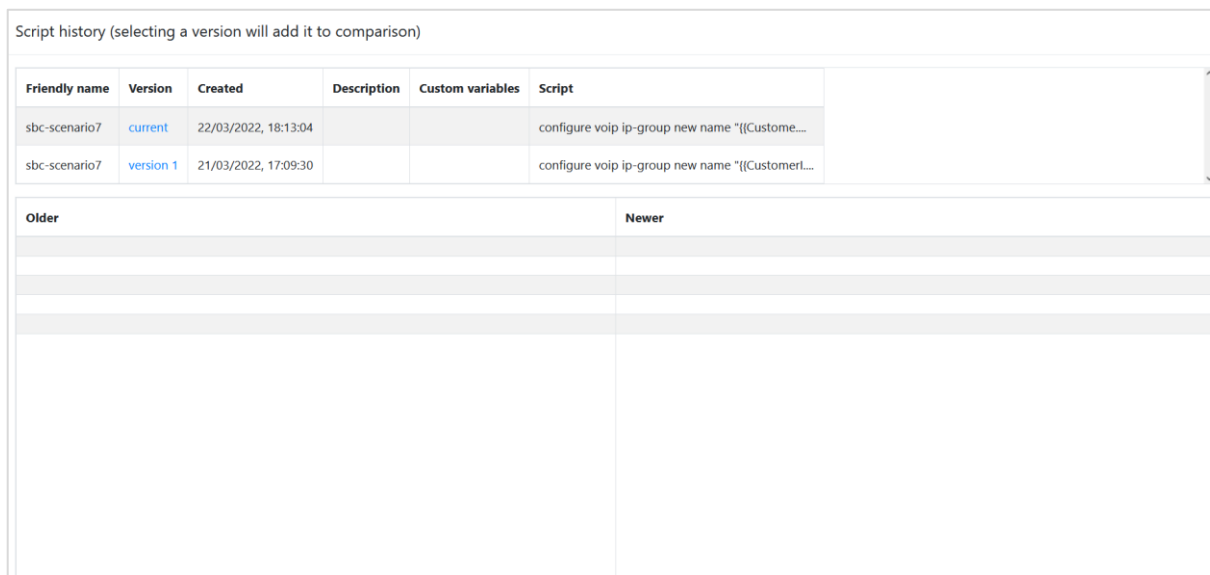 Script history (selecting a version will add it to comparison)
Friendly name Version Created Description Custom variables Script
sbc-scenario7 current 22/03/2022, 18:13:04 configure voip ip-group new name "{{Custome....
sbc-scenario7 version 1 21/03/2022, 17:09:30 configure voip ip-group new name "{{CustomerI....
Older Newer